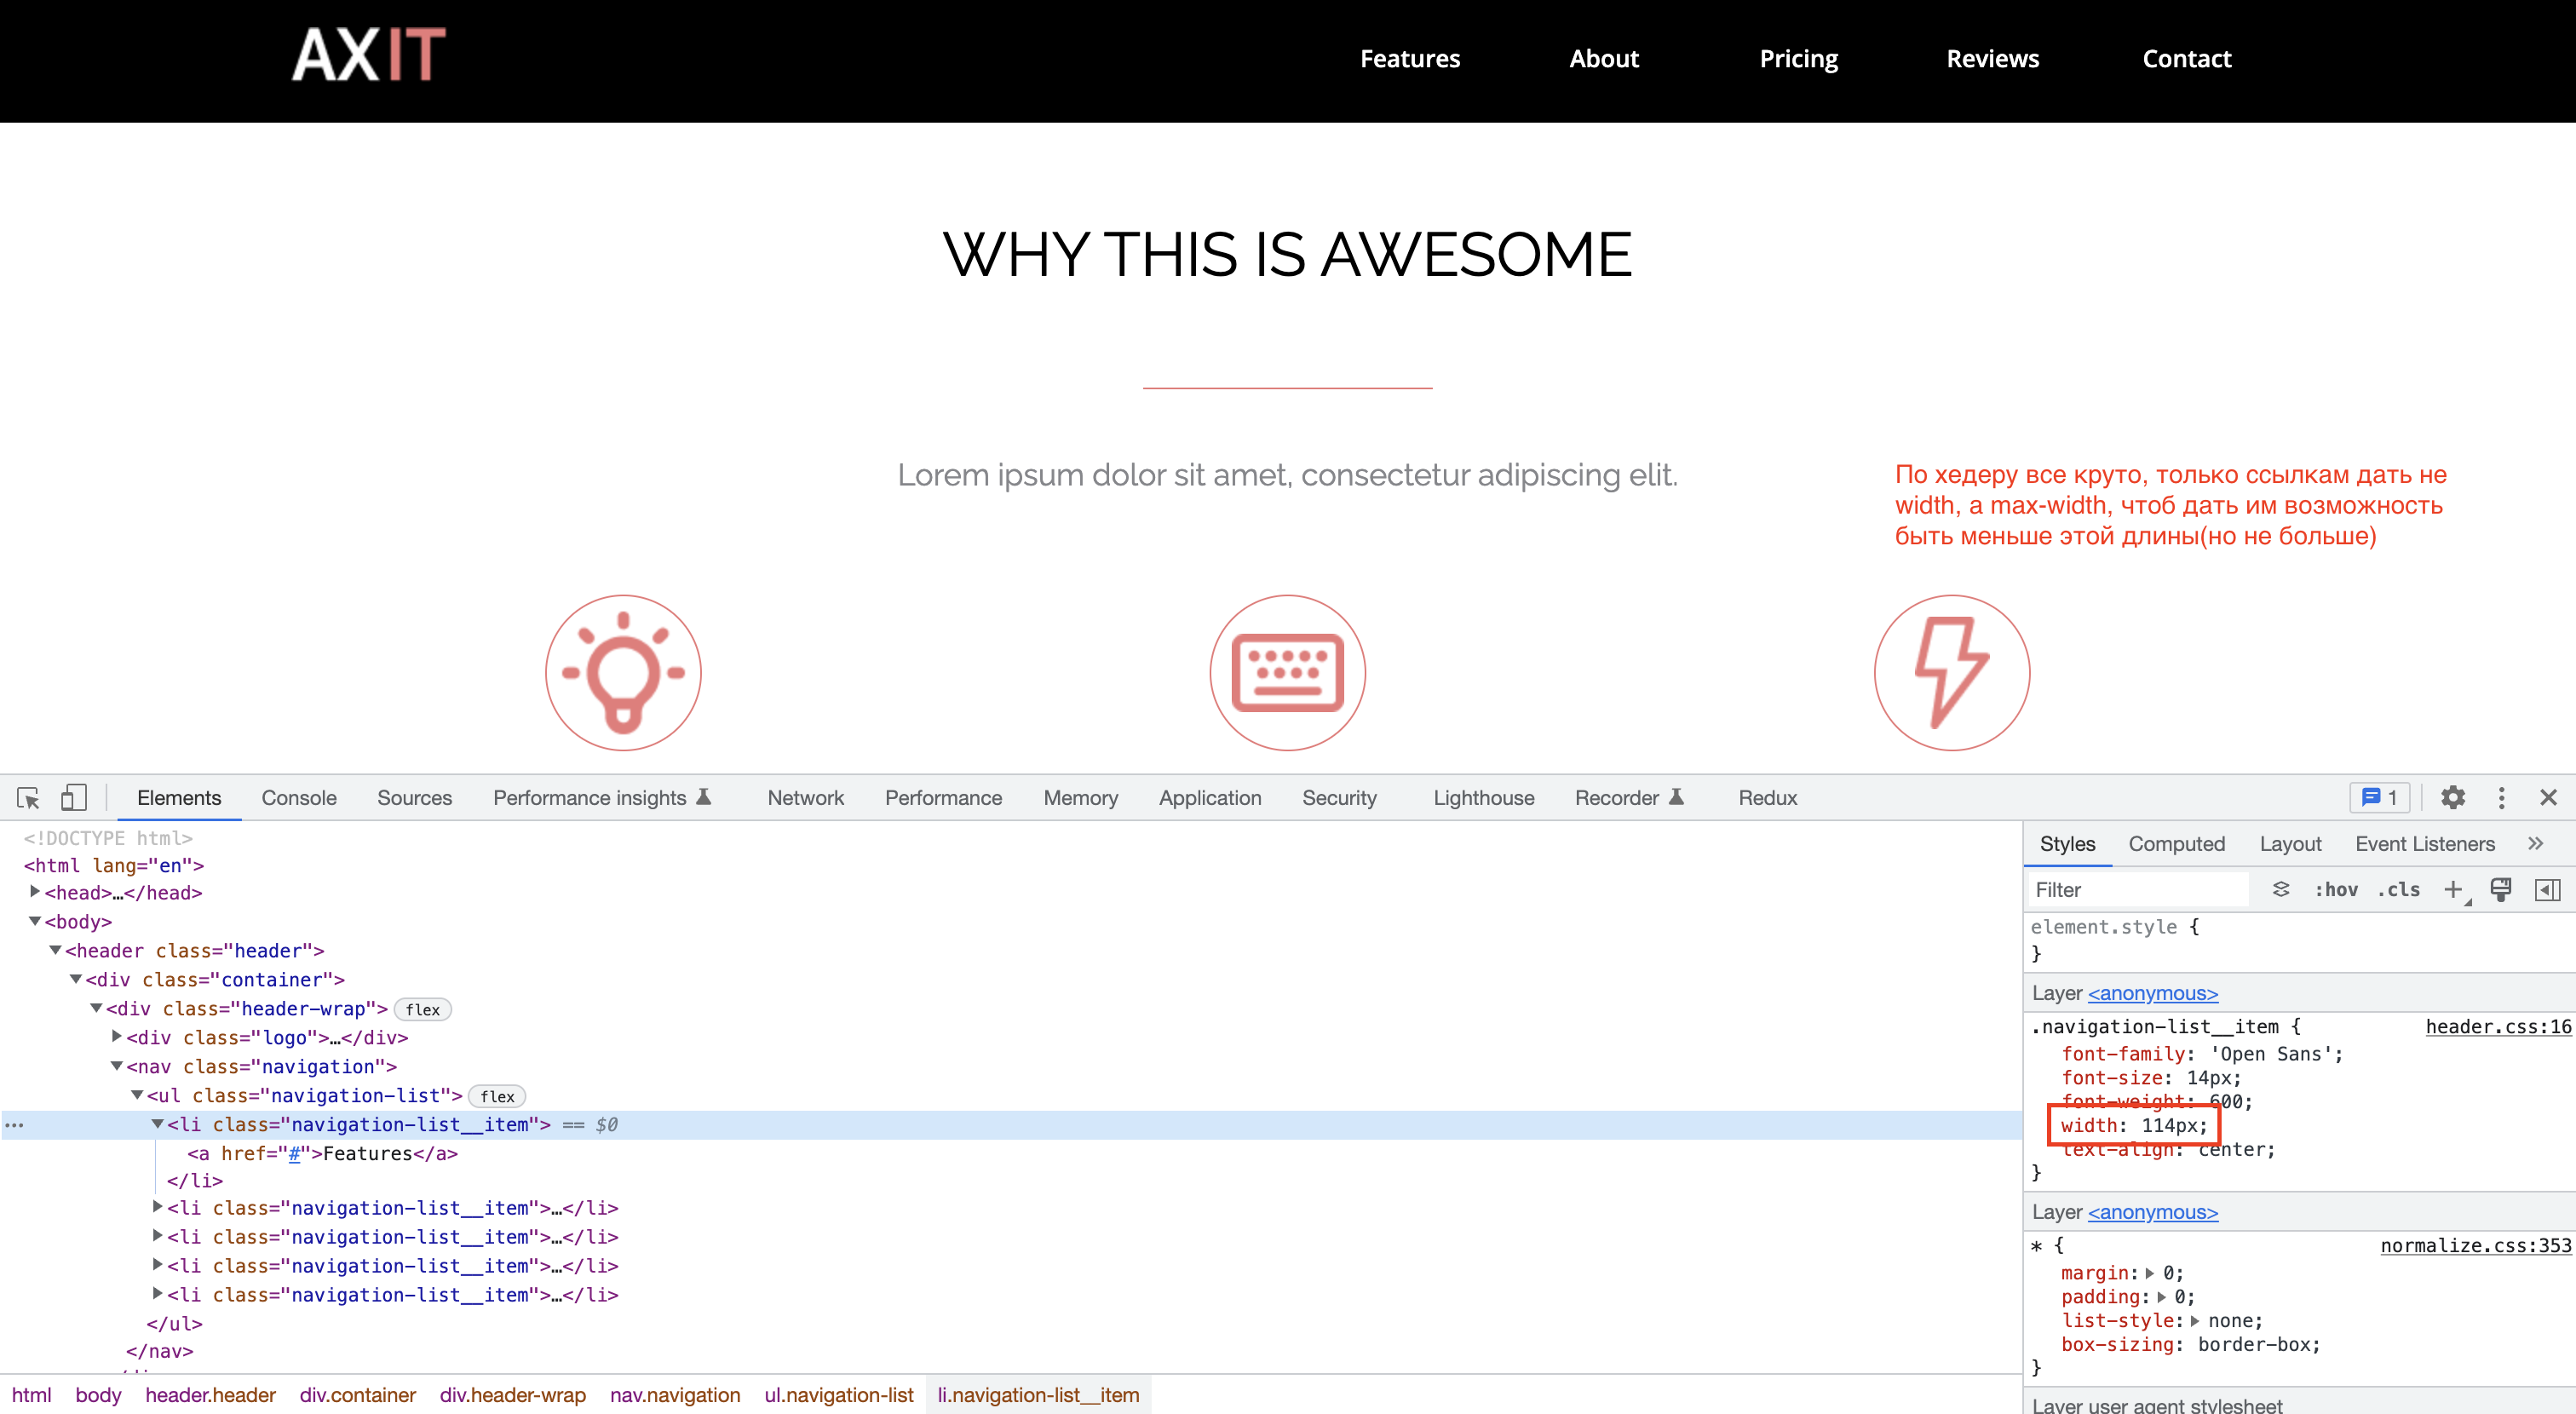 AXIT
Features About Pricing Reviews Contact
WHY THIS IS AWESOME
Lorem ipsum dolor sit amet, consectetur adipiscing elit.
По хедеру все круто, только ссылкам дать не
width, а max-width, чтоб дать им возможность
быть меньше этой длины(но не больше)
Elements Console Sources Performance insights Network Performance Memory Application Security Lighthouse Recorder Redux 1
<!DOCTYPE html>
<html lang="en">
<head>…</head>
<body>
<header class="header">
<div class="container">
<div class="header-wrap"> flex
<div class="logo">…</div>
<nav class="navigation">
<ul class="navigation-list"> flex
<li class="navigation-list__item"> == $0
<a href="#">Features</a>
</li>
<li class="navigation-list__item">…</li>
<li class="navigation-list__item">…</li>
<li class="navigation-list__item">…</li>
<li class="navigation-list__item">…</li>
</ul>
</nav>
html body header.header div.container div.header-wrap nav.navigation ul.navigation-list li.navigation-list__item
Styles Computed Layout Event Listeners »
Filter :hov .cls +
element.style {
}
Layer <anonymous>
.navigation-list__item { header.css:16
font-family: 'Open Sans';
font-size: 14px;
font-weight: 600;
width: 114px;
text-align: center;
}
Layer <anonymous>
* { normalize.css:353
margin: 0;
padding: 0;
list-style: none;
box-sizing: border-box;
}
Layer user agent stylesheet